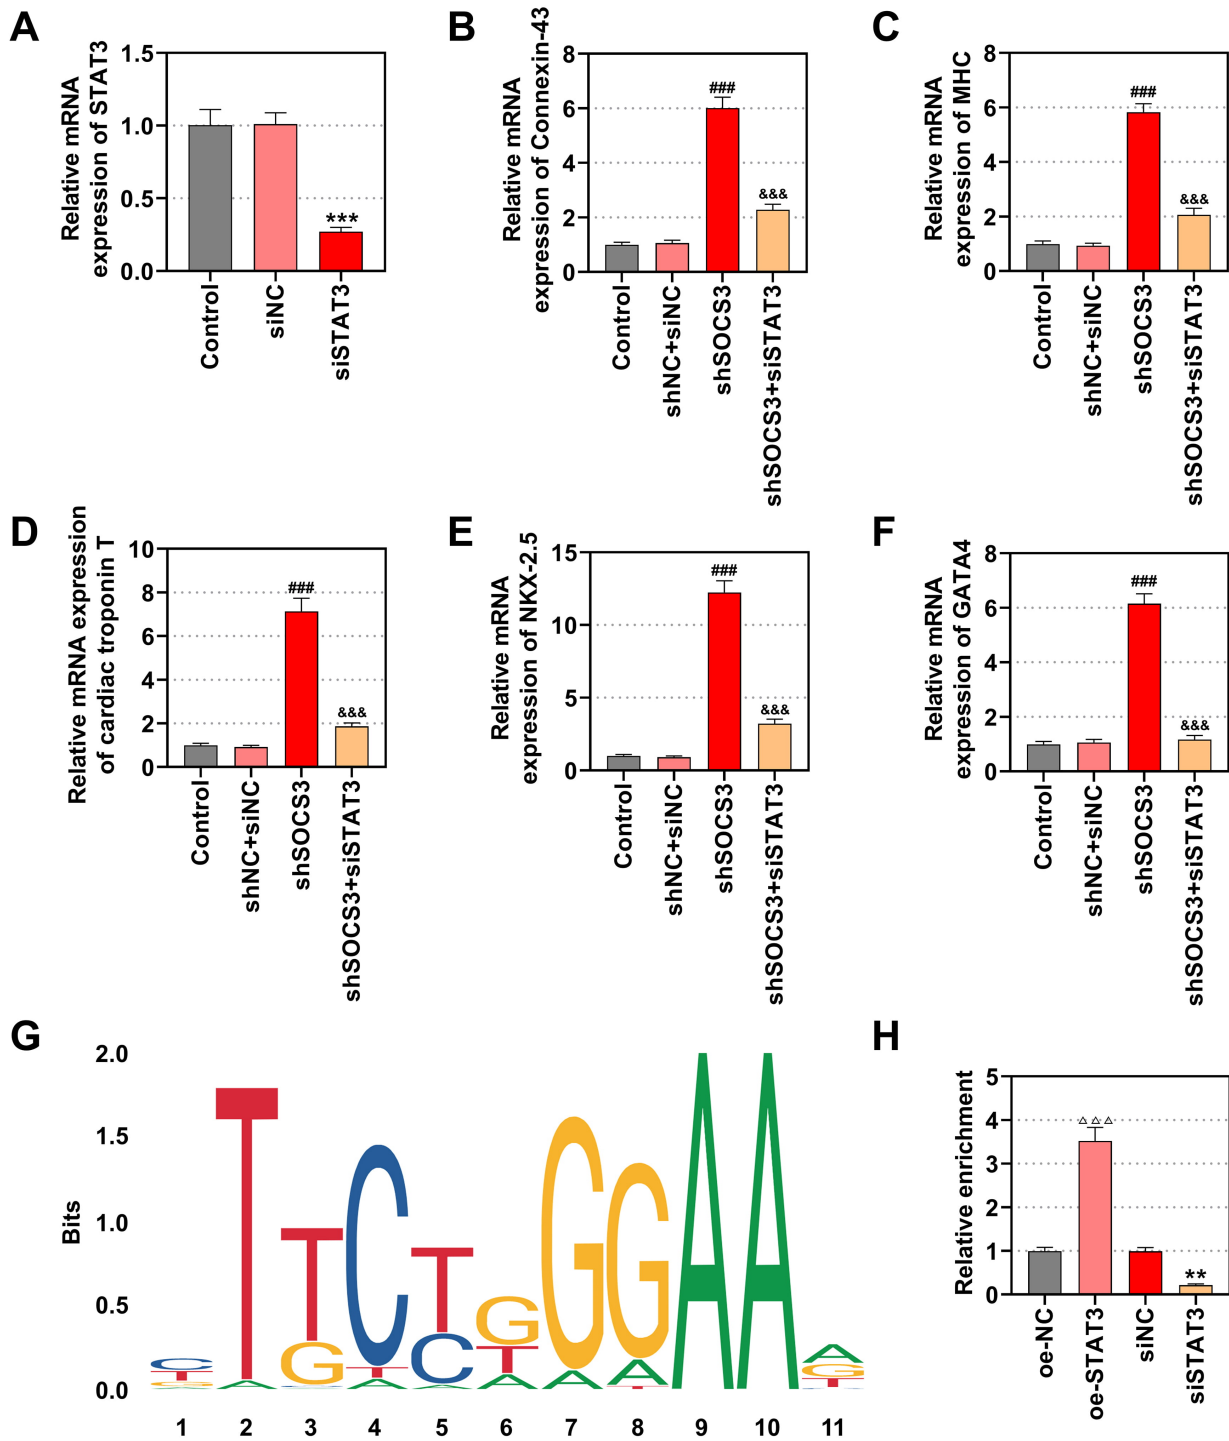 A
Relative mRNA
expression of STAT3
1.5
1.0
0.5
0.0
***
Control
siNC
siSTAT3
B
Relative mRNA
expression of Connexin-43
8
6
4
2
0
###
&&&
Control
shNC+siNC
shSOCS3
shSOCS3+siSTAT3
C
Relative mRNA
expression of MHC
8
6
4
2
0
###
&&&
Control
shNC+siNC
shSOCS3
shSOCS3+siSTAT3
D
Relative mRNA expression
of cardiac troponin T
10
8
6
4
2
0
###
&&&
Control
shNC+siNC
shSOCS3
shSOCS3+siSTAT3
E
Relative mRNA
expression of NKX-2.5
15
10
5
0
###
&&&
Control
shNC+siNC
shSOCS3
shSOCS3+siSTAT3
F
Relative mRNA
expression of GATA4
8
6
4
2
0
###
&&&
Control
shNC+siNC
shSOCS3
shSOCS3+siSTAT3
G
Bits
2.0
1.5
1.0
0.5
0.0
C T G
T A
T G
C T A
T C
G T A
G A
G A T
A
A
A G T
1 2 3 4 5 6 7 8 9 10 11
H
Relative enrichment
5
4
3
2
1
0
△△△
**
oe-NC
oe-STAT3
siNC
siSTAT3